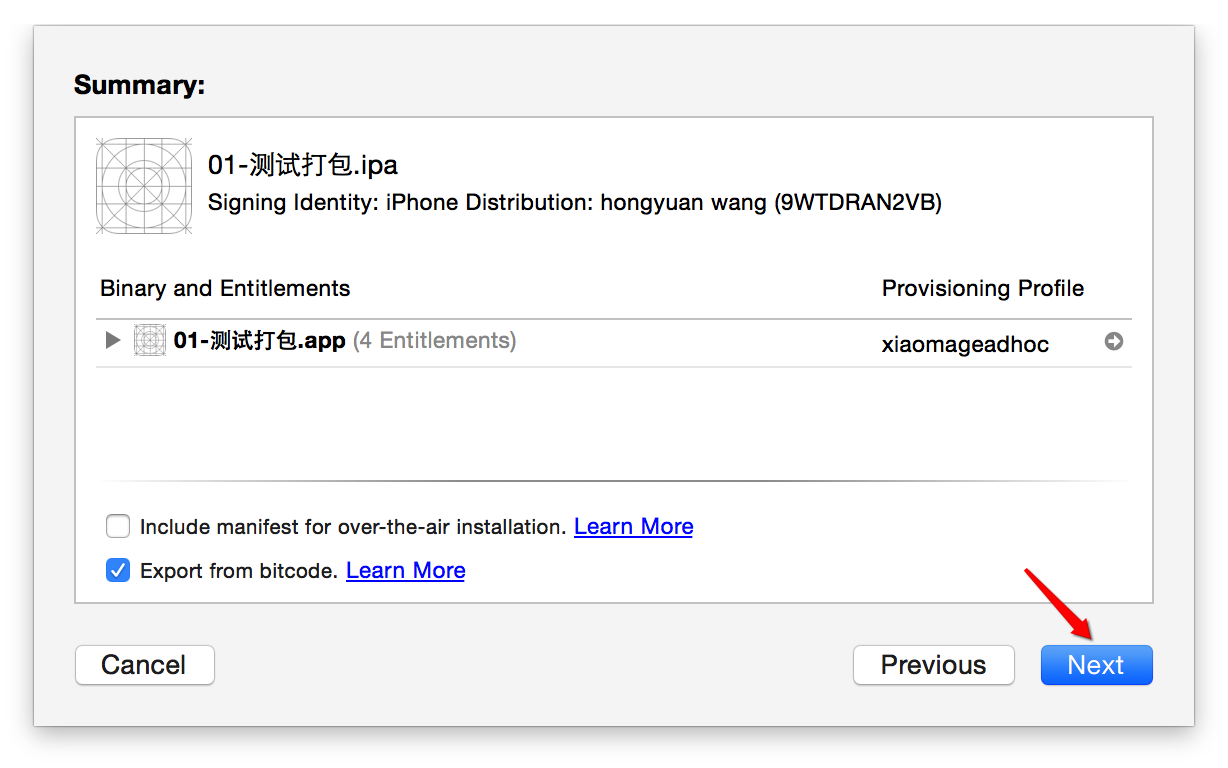 Summary:
01-测试打包.ipa
Signing Identity: iPhone Distribution: hongyuan wang (9WTDRAN2VB)
Binary and Entitlements Provisioning Profile
01-测试打包.app (4 Entitlements) xiaomageadhoc
Include manifest for over-the-air installation. Learn More
Export from bitcode. Learn More
Cancel Previous Next